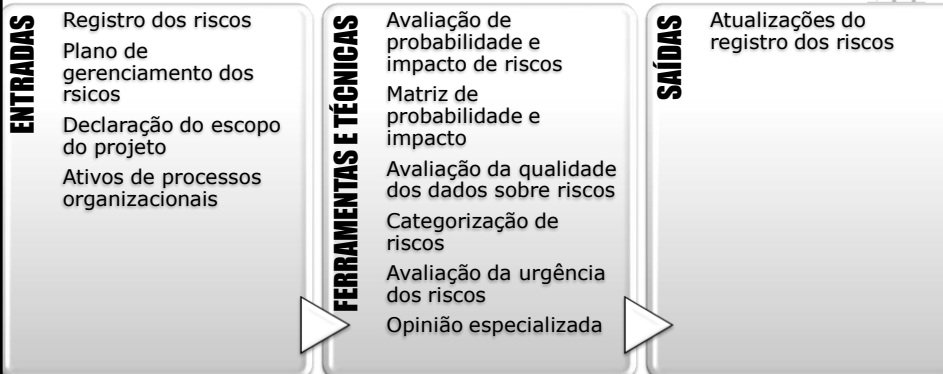 ENTRADAS
Registro dos riscos
Plano de
gerenciamento dos
rsicos
Declaração do escopo
do projeto
Ativos de processos
organizacionais
FERRAMENTAS E TÉCNICAS
Avaliação de
probabilidade e
impacto de riscos
Matriz de
probabilidade e
impacto
Avaliação da qualidade
dos dados sobre riscos
Categorização de
riscos
Avaliação da urgência
dos riscos
Opinião especializada
SAÍDAS
Atualizações do
registro dos riscos